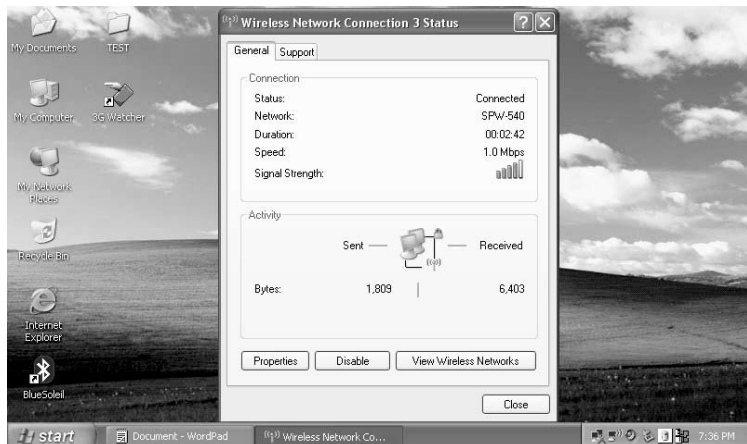 My Documents
TEST
My Computer
3G Watcher
My Network
Places
Recycle Bin
Internet
Explorer
BlueSoleil
Wireless Network Connection 3 Status
General Support
Connection
Status: Connected
Network: SPW-540
Duration: 00:02:42
Speed: 1.0 Mbps
Signal Strength:
Activity
Sent — Received
Bytes: 1,809 | 6,403
Properties Disable View Wireless Networks
Close
start Document - WordPad Wireless Network Co... 7:36 PM